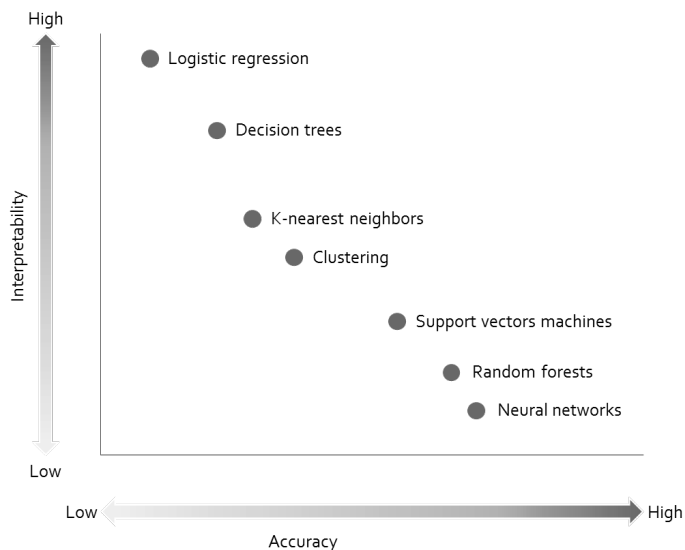 High
Logistic regression
Decision trees
K-nearest neighbors
Clustering
Support vectors machines
Random forests
Neural networks
Interpretability
Low
Low
High
Accuracy